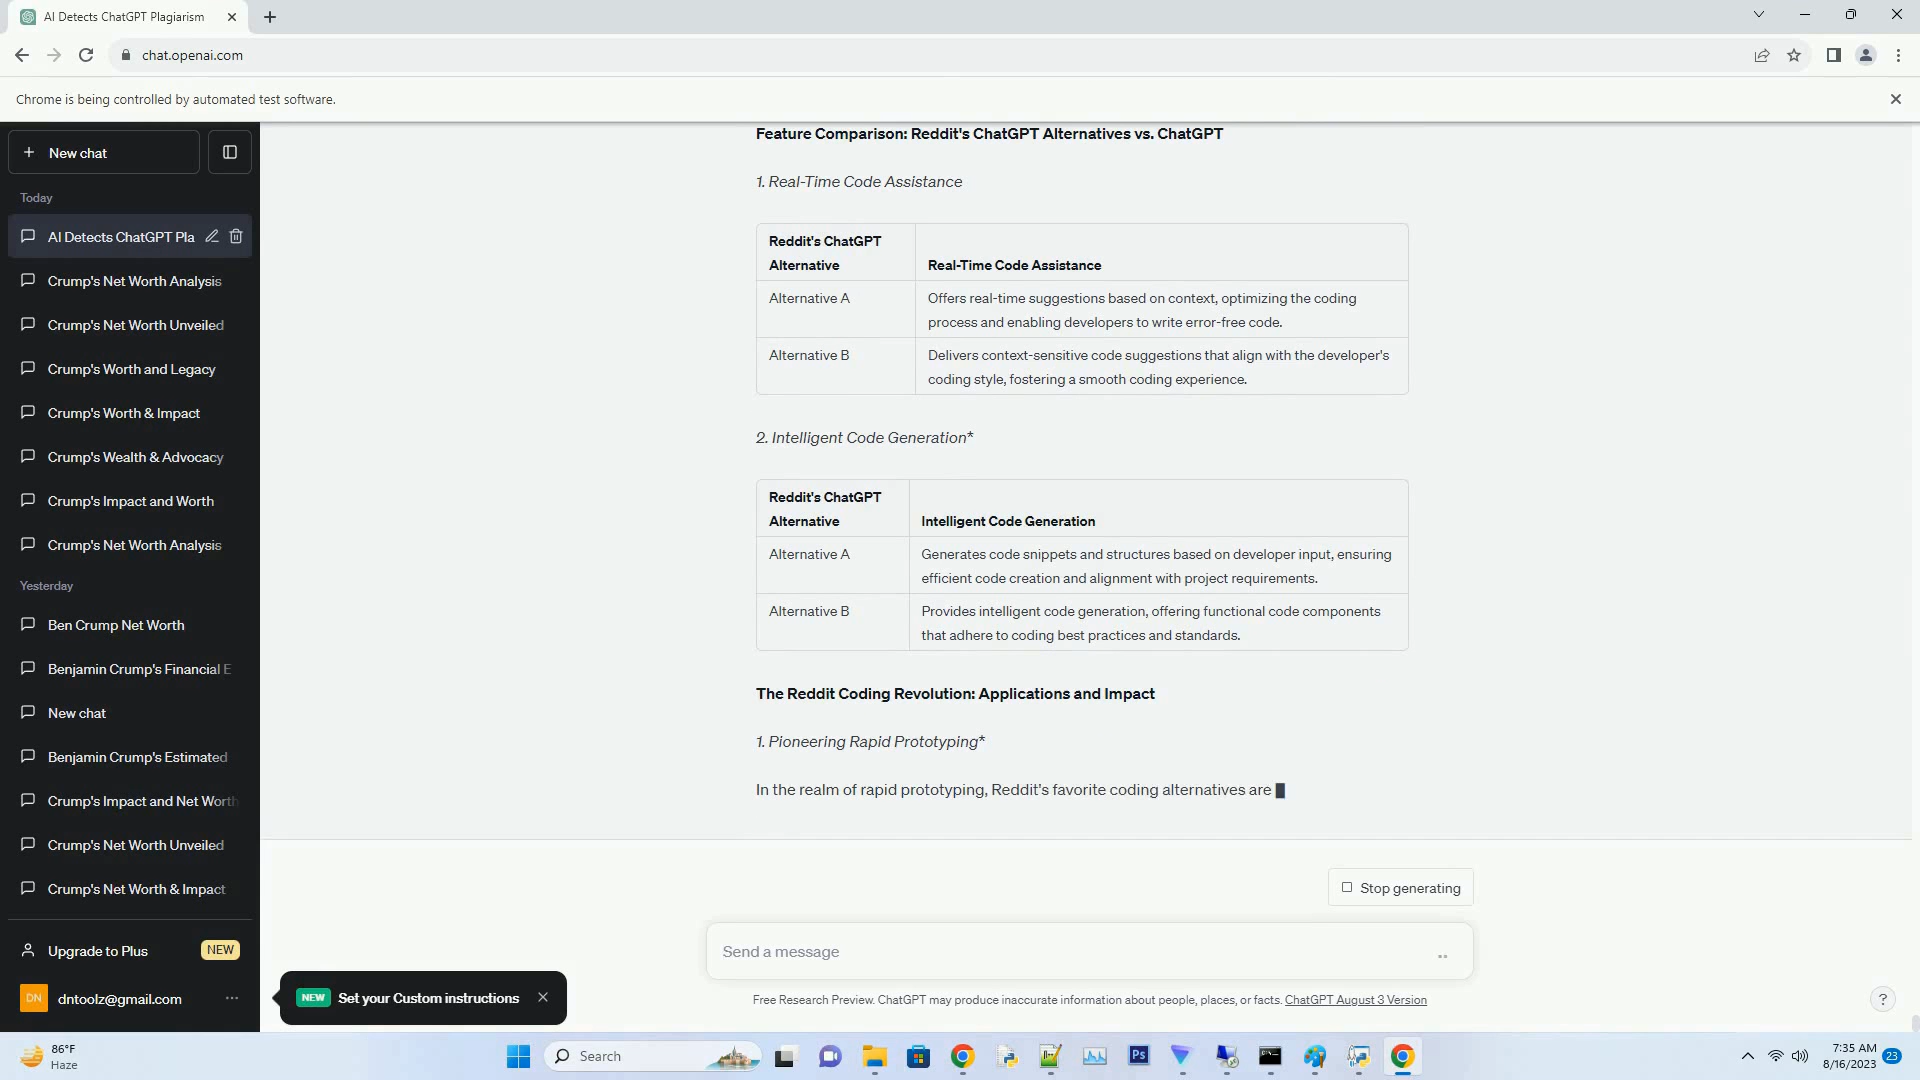 AI Detects ChatGPT Plagiarism
chat.openai.com
Chrome is being controlled by automated test software.
New chat
Today
AI Detects ChatGPT Pla
Crump's Net Worth Analysis
Crump's Net Worth Unveiled
Crump's Worth and Legacy
Crump's Worth & Impact
Crump's Wealth & Advocacy
Crump's Impact and Worth
Crump's Net Worth Analysis
Yesterday
Ben Crump Net Worth
Benjamin Crump's Financial E
New chat
Benjamin Crump's Estimated
Crump's Impact and Net Worth
Crump's Net Worth Unveiled
Crump's Net Worth & Impact
Upgrade to Plus NEW
DN dntoolz@gmail.com
NEW Set your Custom instructions
Feature Comparison: Reddit's ChatGPT Alternatives vs. ChatGPT
1. Real-Time Code Assistance
Reddit's ChatGPT
Alternative Real-Time Code Assistance
Alternative A Offers real-time suggestions based on context, optimizing the coding
process and enabling developers to write error-free code.
Alternative B Delivers context-sensitive code suggestions that align with the developer's
coding style, fostering a smooth coding experience.
2. Intelligent Code Generation*
Reddit's ChatGPT
Alternative Intelligent Code Generation
Alternative A Generates code snippets and structures based on developer input, ensuring
efficient code creation and alignment with project requirements.
Alternative B Provides intelligent code generation, offering functional code components
that adhere to coding best practices and standards.
The Reddit Coding Revolution: Applications and Impact
1. Pioneering Rapid Prototyping*
In the realm of rapid prototyping, Reddit's favorite coding alternatives are
Stop generating
Send a message
Free Research Preview. ChatGPT may produce inaccurate information about people, places, or facts. ChatGPT August 3 Version
?
86°F
Haze
Search
Ps
7:35 AM
8/16/2023
23